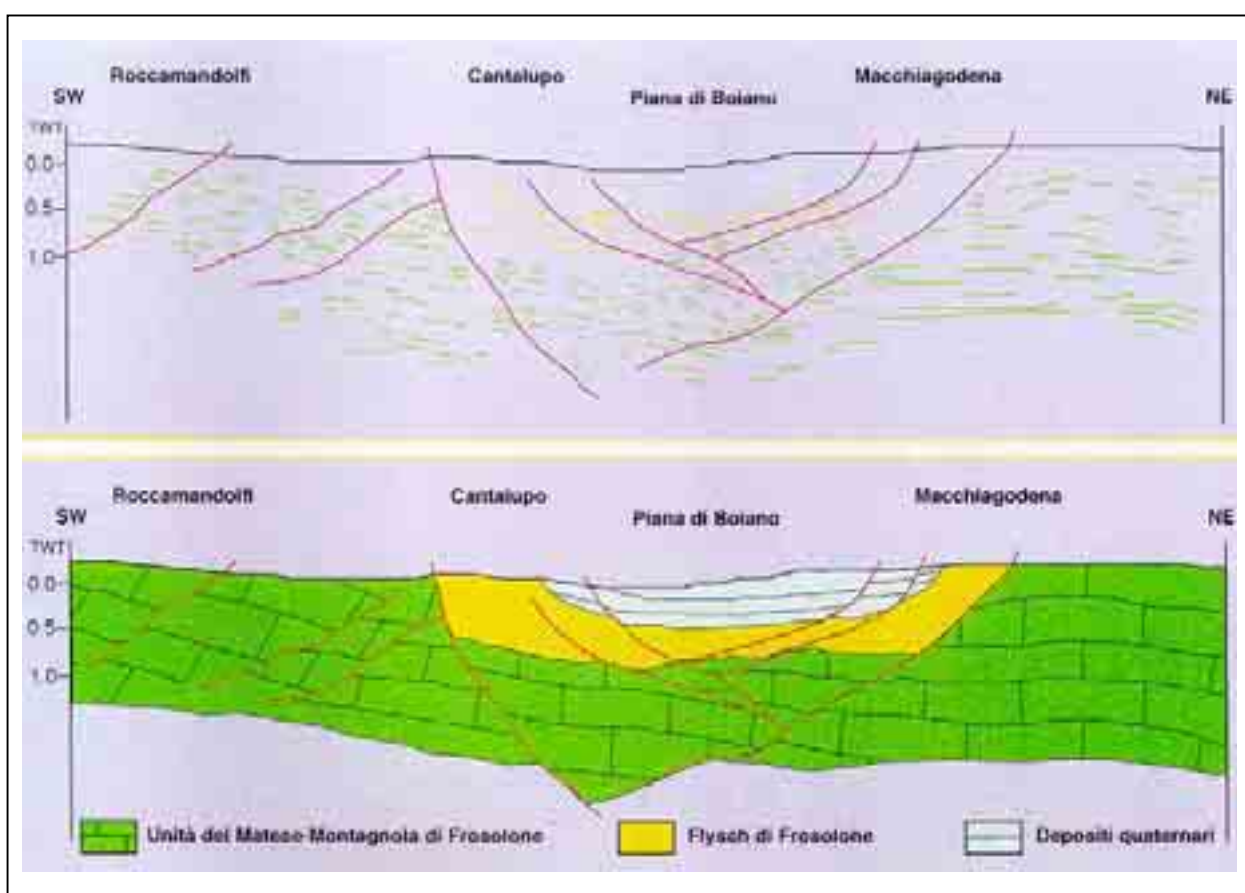 Roccamandolfi Cantalupo Macchiagodena
SW Piana di Boiano NE
TWT
0.0
0.5
1.0
Roccamandolfi Cantalupo Macchiagodena
SW Piana di Boiano NE
TWT
0.0
0.5
1.0
Unità del Matese Montagnola di Frosolone Flysch di Frosolone Depositi quaternari